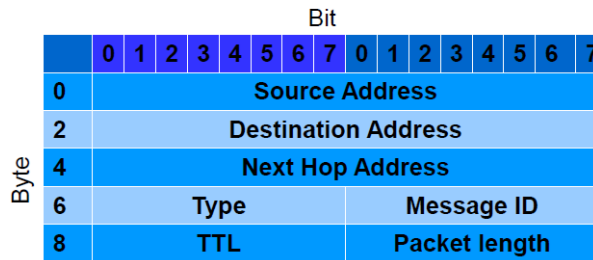 Bit
0 1 2 3 4 5 6 7 0 1 2 3 4 5 6 7
0 Source Address
2 Destination Address
4 Next Hop Address
6 Type Message ID
8 TTL Packet length
Byte